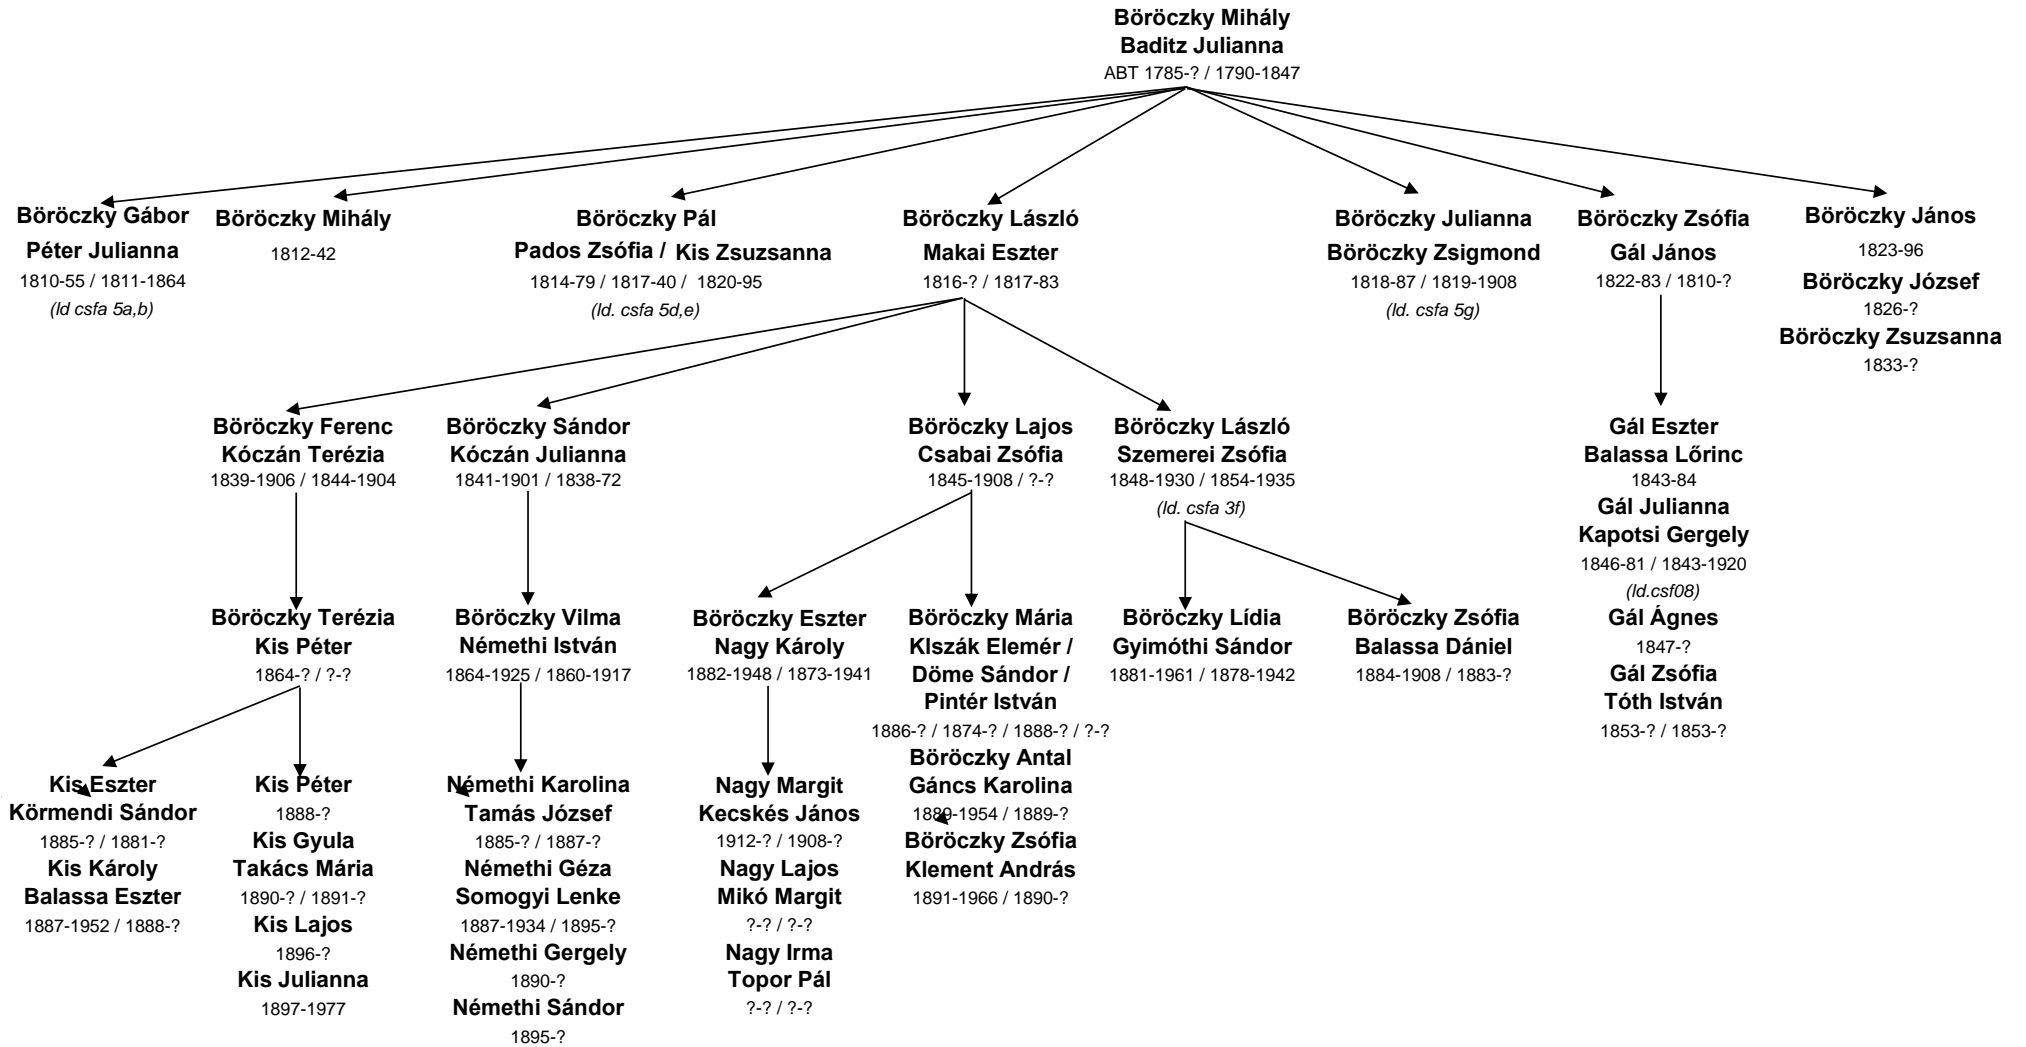 Böröczky Mihály
Baditz Julianna
ABT 1785-? / 1790-1847
Böröczky Gábor
Péter Julianna
1810-55 / 1811-1864
(ld csfa 5a,b)
Böröczky Mihály
1812-42
Böröczky Pál
Pados Zsófia / Kis Zsuzsanna
1814-79 / 1817-40 / 1820-95
(ld. csfa 5d,e)
Böröczky László
Makai Eszter
1816-? / 1817-83
Böröczky Julianna
Böröczky Zsigmond
1818-87 / 1819-1908
(ld. csfa 5g)
Böröczky Zsófia
Gál János
1822-83 / 1810-?
Böröczky János
1823-96
Böröczky József
1826-?
Böröczky Zsuzsanna
1833-?
Böröczky Ferenc
Kóczán Terézia
1839-1906 / 1844-1904
Böröczky Sándor
Kóczán Julianna
1841-1901 / 1838-72
Böröczky Lajos
Csabai Zsófia
1845-1908 / ?-?
Böröczky László
Szemerei Zsófia
1848-1930 / 1854-1935
(ld. csfa 3f)
Gál Eszter
Balassa Lőrinc
1843-84
Gál Julianna
Kapotsi Gergely
1846-81 / 1843-1920
(ld.csf08)
Gál Ágnes
1847-?
Gál Zsófia
Tóth István
1853-? / 1853-?
Böröczky Terézia
Kis Péter
1864-? / ?-?
Böröczky Vilma
Némethi István
1864-1925 / 1860-1917
Böröczky Eszter
Nagy Károly
1882-1948 / 1873-1941
Böröczky Mária
Klszák Elemér /
Döme Sándor /
Pintér István
1886-? / 1874-? / 1888-? / ?-?
Böröczky Antal
Gáncs Karolina
1889-1954 / 1889-?
Böröczky Zsófia
Klement András
1891-1966 / 1890-?
Böröczky Lídia
Gyimóthi Sándor
1881-1961 / 1878-1942
Böröczky Zsófia
Balassa Dániel
1884-1908 / 1883-?
Kis Eszter
Körmendi Sándor
1885-? / 1881-?
Kis Károly
Balassa Eszter
1887-1952 / 1888-?
Kis Péter
1888-?
Kis Gyula
Takács Mária
1890-? / 1891-?
Kis Lajos
1896-?
Kis Julianna
1897-1977
Némethi Karolina
Tamás József
1885-? / 1887-?
Némethi Géza
Somogyi Lenke
1887-1934 / 1895-?
Némethi Gergely
1890-?
Némethi Sándor
1895-?
Nagy Margit
Kecskés János
1912-? / 1908-?
Nagy Lajos
Mikó Margit
?-? / ?-?
Nagy Irma
Topor Pál
?-? / ?-?